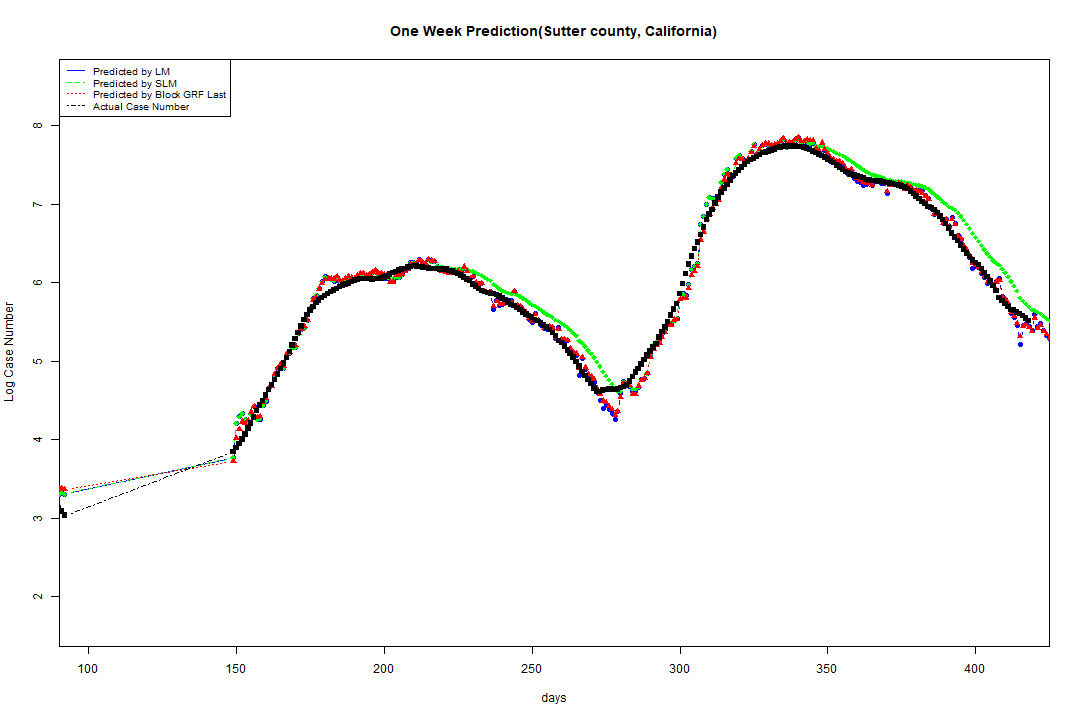 One Week Prediction(Sutter county, California)
Predicted by LM
Predicted by SLM
Predicted by Block GRF Last
Actual Case Number
Log Case Number
8
7
6
5
4
3
2
100 150 200 250 300 350 400
days